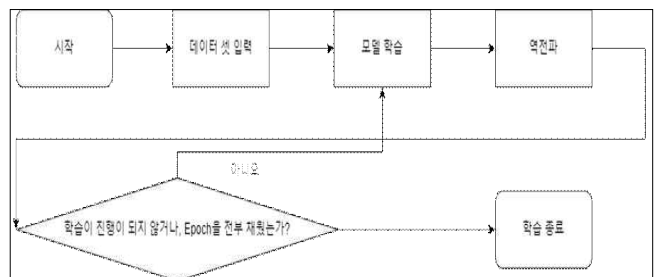 시작
데이터 셋 입력
모델 학습
역전파
아니요
학습이 진행이 되지 않거나, Epoch을 전부 채웠는가?
학습 종료